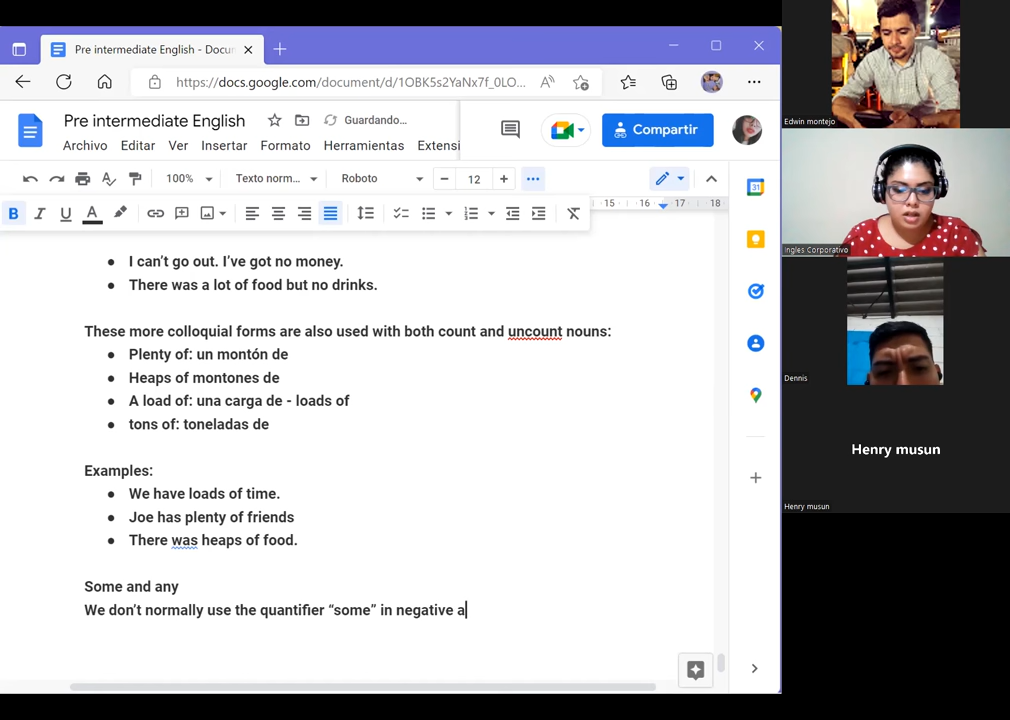 Pre intermediate English - Docun
https://docs.google.com/document/d/1OBK5s2YaNx7f_0LO...
Pre intermediate English
Guardando...
Compartir
Archivo Editar Ver Insertar Formato Herramientas Extensi
100% Texto norm... Roboto 12
B I U A
15 16 17 18
31
I can't go out. I've got no money.
There was a lot of food but no drinks.
These more colloquial forms are also used with both count and uncount nouns:
Plenty of: un montón de
Heaps of montones de
A load of: una carga de - loads of
tons of: toneladas de
Examples:
We have loads of time.
Joe has plenty of friends
There was heaps of food.
Some and any
We don't normally use the quantifier “some” in negative a
Edwin montejo
Ingles Corporativo
Dennis
Henry musun
Henry musun